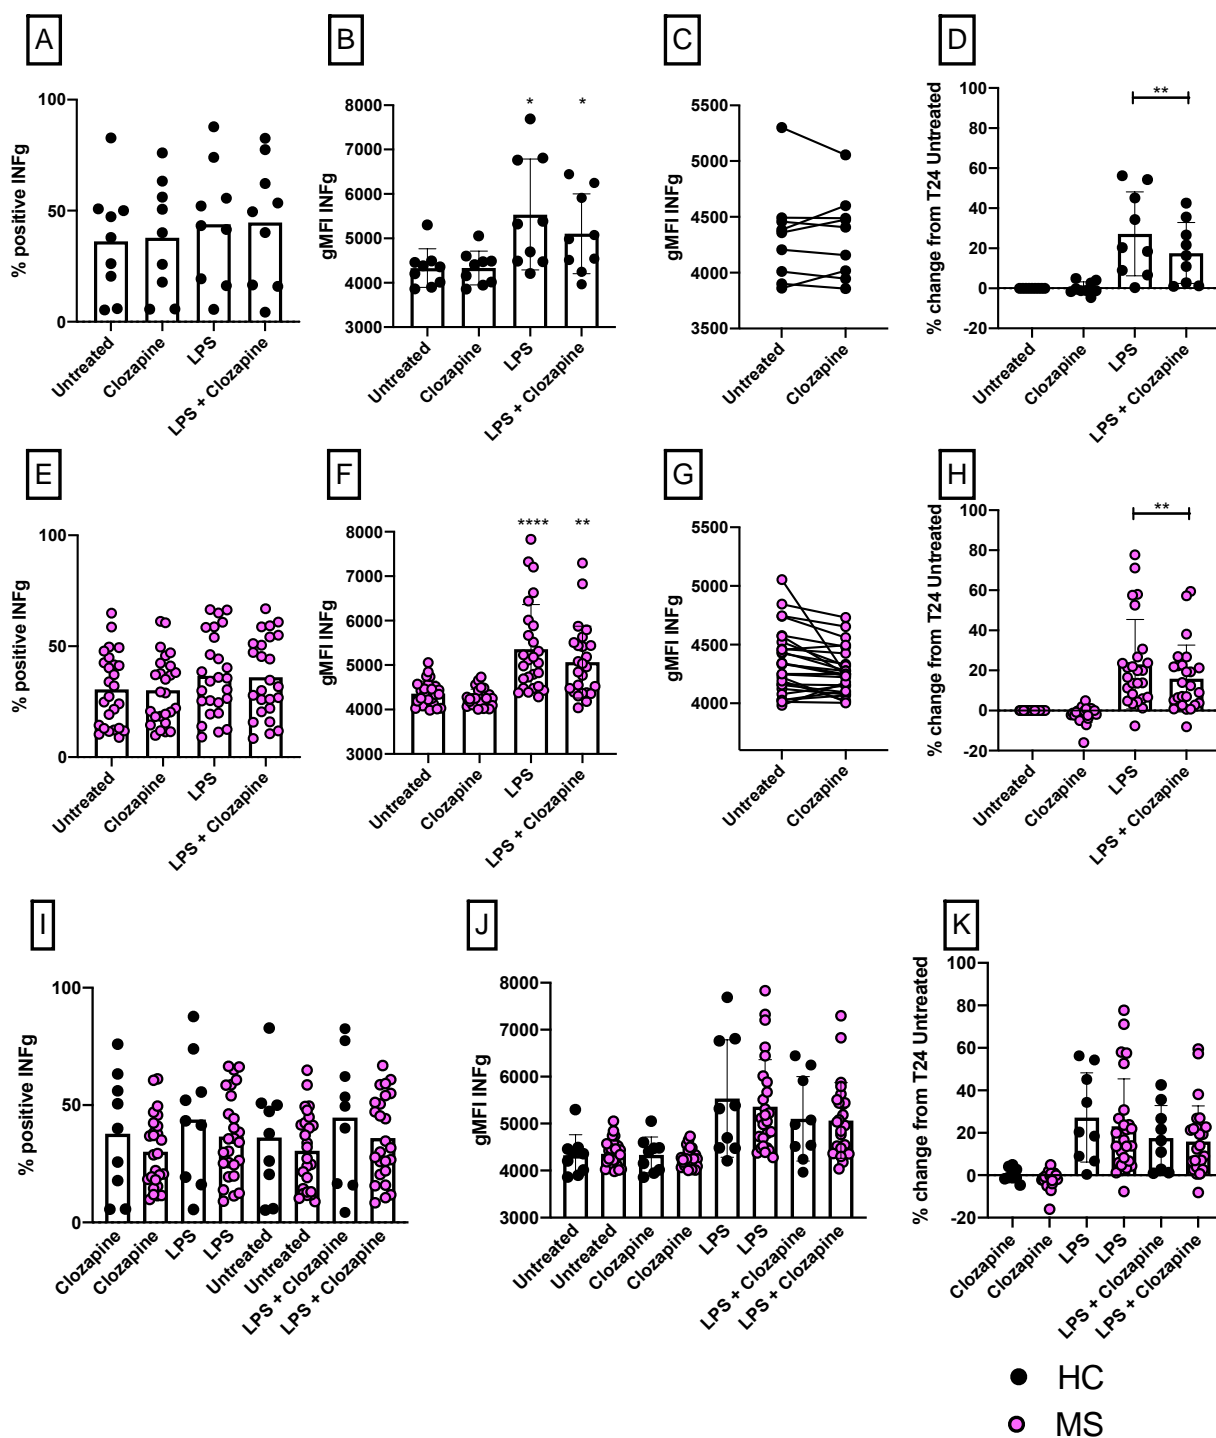 A
B
C
D
% positive INFg
100
50
0
Untreated
Clozapine
LPS
LPS + Clozapine
gMFI INFg
8000
7000
6000
5000
4000
3000
*
*
Untreated
Clozapine
LPS
LPS + Clozapine
gMFI INFg
5500
5000
4500
4000
3500
Untreated
Clozapine
% change from T24 Untreated
100
80
60
40
20
0
-20
**
Untreated
Clozapine
LPS
LPS + Clozapine
E
F
G
H
% positive INFg
100
50
0
Untreated
Clozapine
LPS
LPS + Clozapine
gMFI INFg
8000
7000
6000
5000
4000
3000
****
**
Untreated
Clozapine
LPS
LPS + Clozapine
gMFI INFg
5500
5000
4500
4000
Untreated
Clozapine
% change from T24 Untreated
100
80
60
40
20
0
-20
**
Untreated
Clozapine
LPS
LPS + Clozapine
I
J
K
% positive INFg
100
50
0
Clozapine
Clozapine
LPS
LPS
Untreated
Untreated
LPS + Clozapine
LPS + Clozapine
gMFI INFg
8000
7000
6000
5000
4000
3000
Untreated
Untreated
Clozapine
Clozapine
LPS
LPS
LPS + Clozapine
LPS + Clozapine
% change from T24 Untreated
100
80
60
40
20
0
-20
Clozapine
Clozapine
LPS
LPS
LPS + Clozapine
LPS + Clozapine
HC
MS